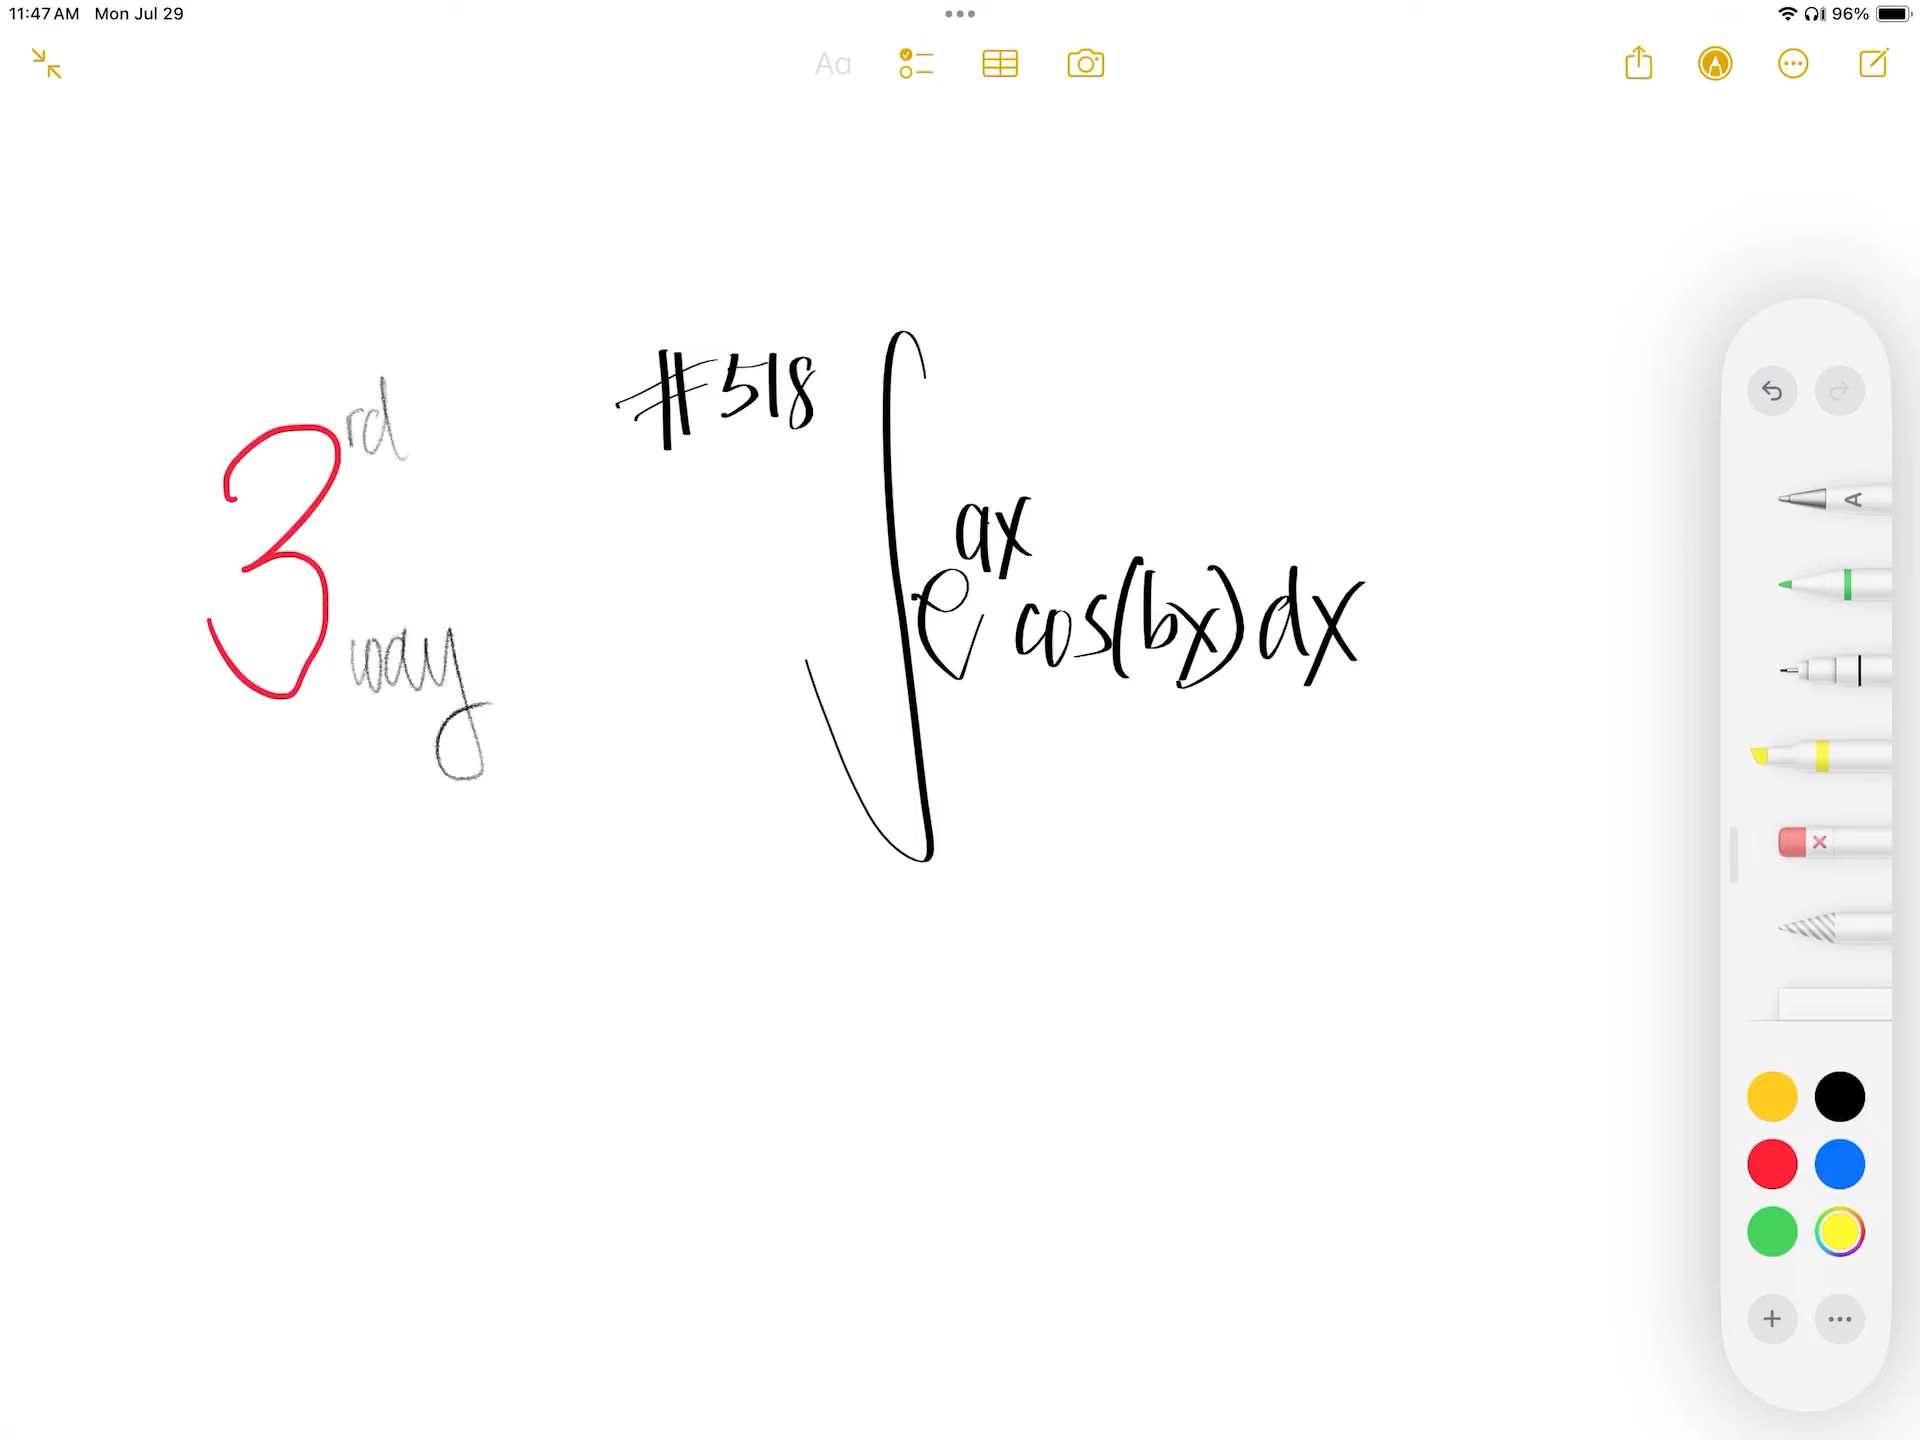 11:47 AM Mon Jul 29
96%
Aa
3rd way
#518 ∫e^ax cos(bx)dx
A